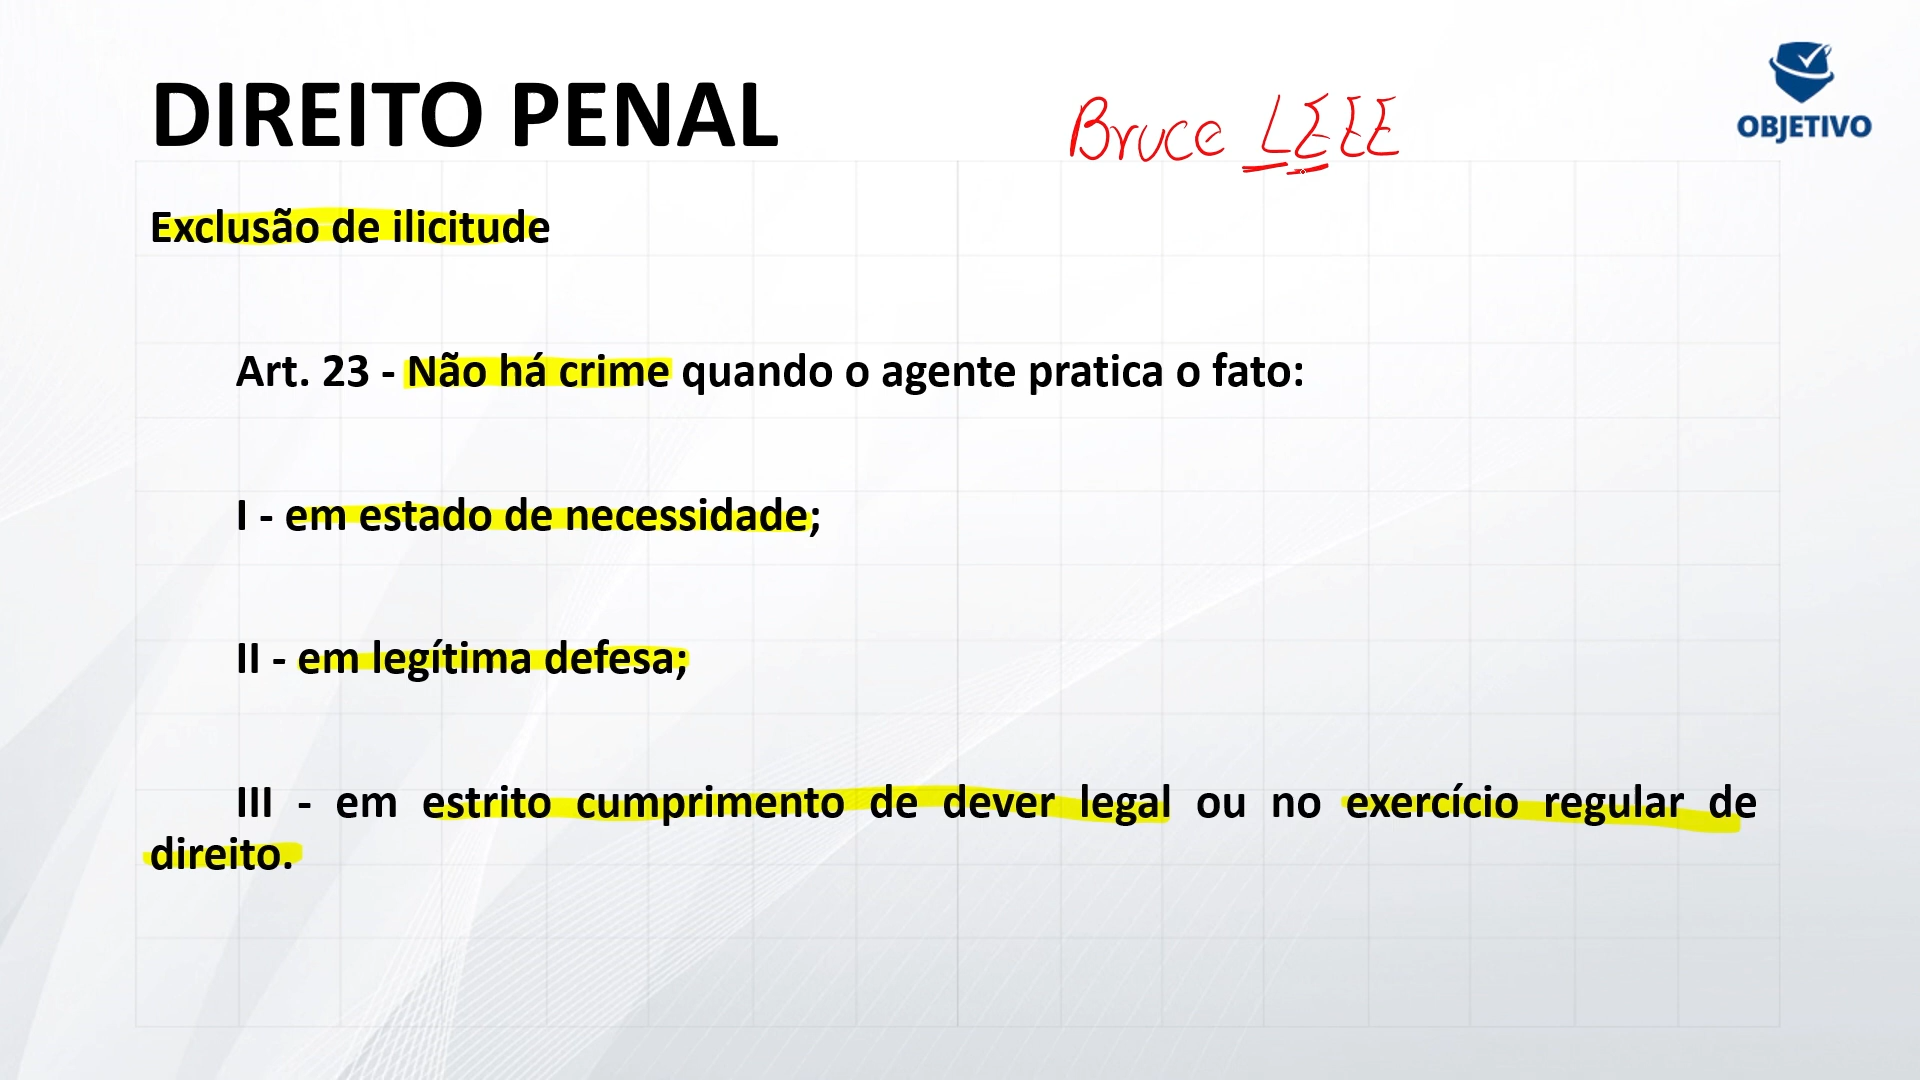 DIREITO PENAL
Bruce LEEE
OBJETIVO
Exclusão de ilicitude
Art. 23 - Não há crime quando o agente pratica o fato:
I - em estado de necessidade;
II - em legítima defesa;
III - em estrito cumprimento de dever legal ou no exercício regular de
direito.